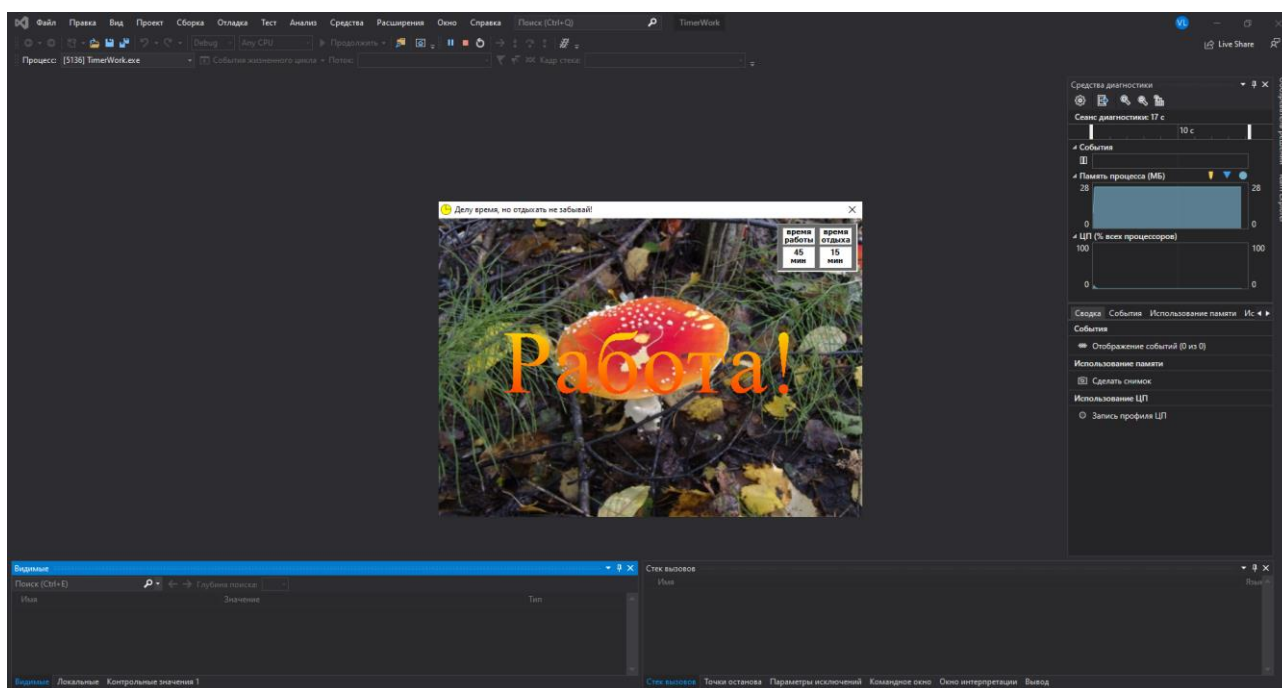 Файл Правка Вид Проект Сборка Отладка Тест Анализ Средства Расширения Окно Справка Поиск (Ctrl+Q) TimerWork VL
Debug Any CPU Продолжить Live Share
Процесс: [5136] TimerWork.exe События жизненного цикла Поток: Кадр стека:
Средства диагностики
Сеанс диагностики: 17 с
10 с
События
Память процесса (МБ)
28 28
0 0
ЦП (% всех процессоров)
100 100
0 0
Сводка События Использование памяти Ис
События
Отображение событий (0 из 0)
Использование памяти
Сделать снимок
Использование ЦП
Запись профиля ЦП
Делу время, но отдыхать не забывай!
время работы
45 мин
время отдыха
15 мин
Работа!
Видимые
Поиск (Ctrl+E) Глубина поиска:
Имя Значение Тип
Видимые Локальные Контрольные значения 1
Стек вызовов
Имя Язык
Стек вызовов Точки останова Параметры исключений Командное окно Окно интерпретации Вывод